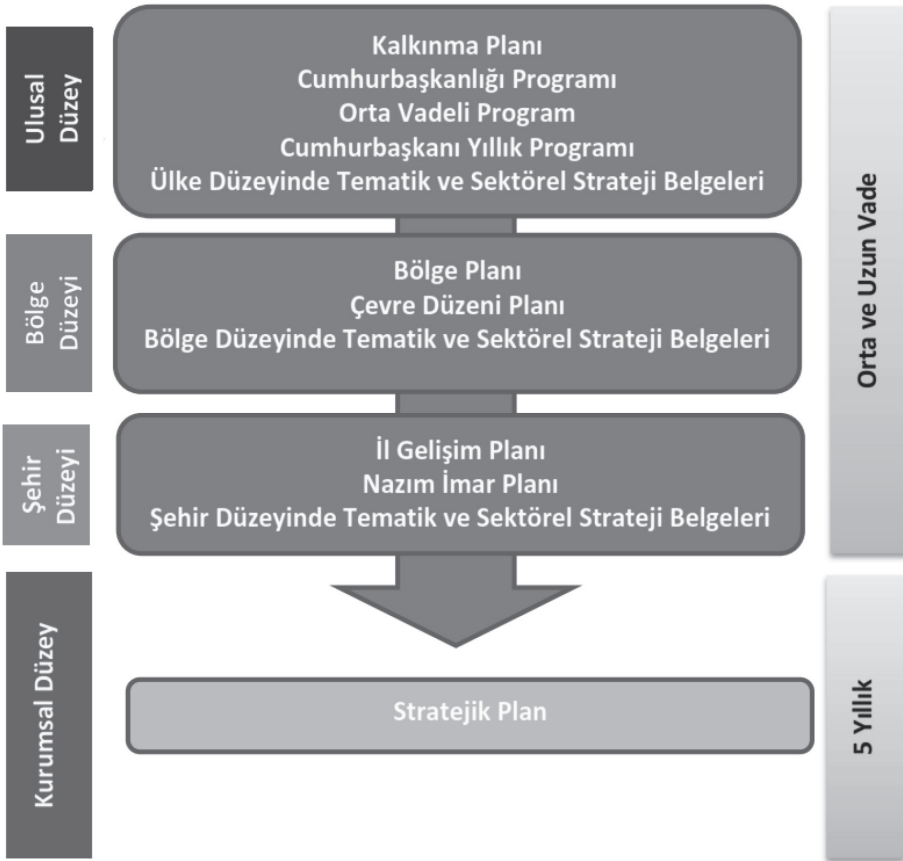 Ulusal
Düzey
Kalkınma Planı
Cumhurbaşkanlığı Programı
Orta Vadeli Program
Cumhurbaşkanı Yıllık Programı
Ülke Düzeyinde Tematik ve Sektörel Strateji Belgeleri
Bölge
Düzeyi
Bölge Planı
Çevre Düzeni Planı
Bölge Düzeyinde Tematik ve Sektörel Strateji Belgeleri
Şehir
Düzeyi
İl Gelişim Planı
Nazım İmar Planı
Şehir Düzeyinde Tematik ve Sektörel Strateji Belgeleri
Orta ve Uzun Vade
Kurumsal Düzey
Stratejik Plan
5 Yıllık